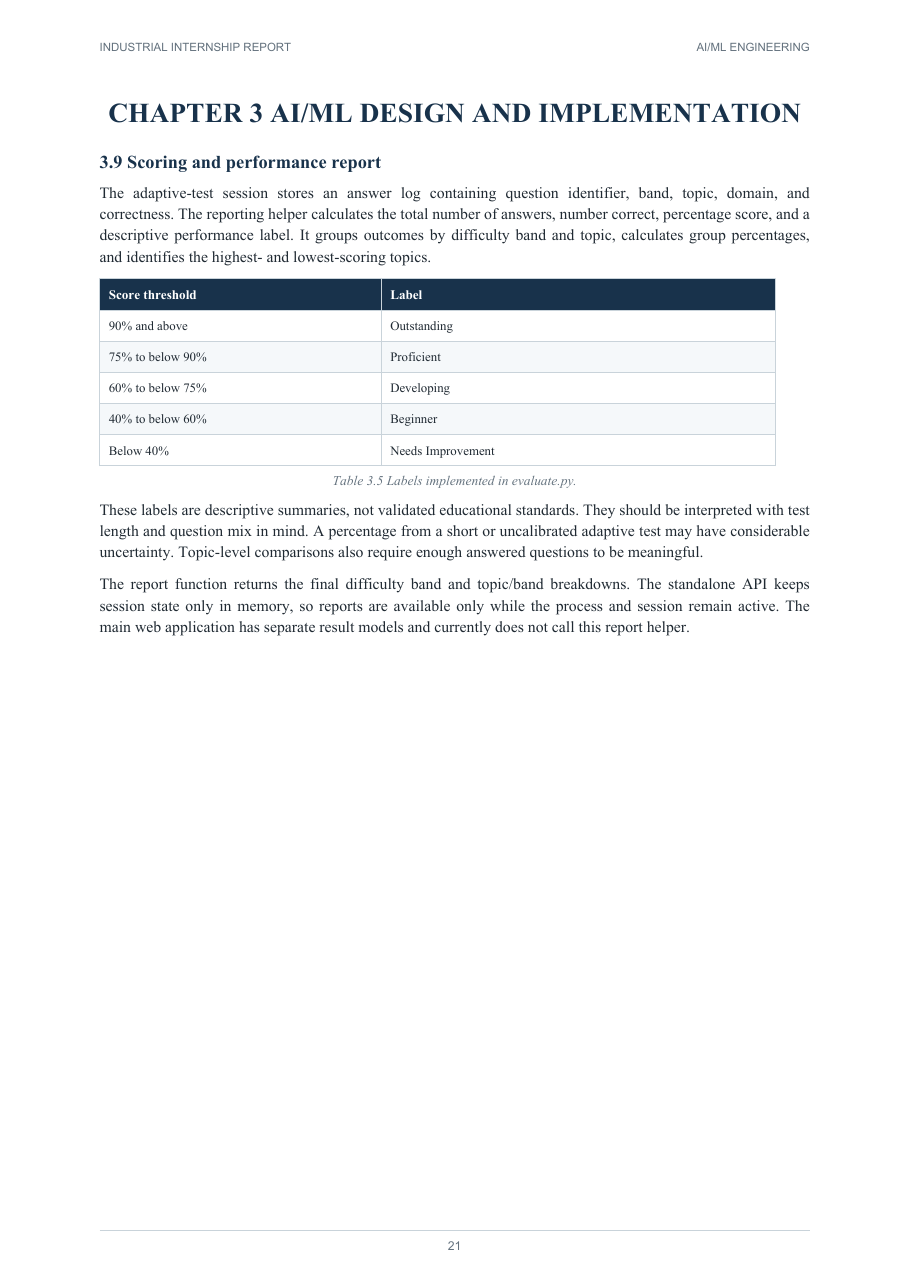 INDUSTRIAL INTERNSHIP REPORT
AI/ML ENGINEERING
CHAPTER 3 AI/ML DESIGN AND IMPLEMENTATION
3.9 Scoring and performance report
The adaptive-test session stores an answer log containing question identifier, band, topic, domain, and
correctness. The reporting helper calculates the total number of answers, number correct, percentage score, and a
descriptive performance label. It groups outcomes by difficulty band and topic, calculates group percentages,
and identifies the highest- and lowest-scoring topics.
Score threshold Label
90% and above Outstanding
75% to below 90% Proficient
60% to below 75% Developing
40% to below 60% Beginner
Below 40% Needs Improvement
Table 3.5 Labels implemented in evaluate.py.
These labels are descriptive summaries, not validated educational standards. They should be interpreted with test
length and question mix in mind. A percentage from a short or uncalibrated adaptive test may have considerable
uncertainty. Topic-level comparisons also require enough answered questions to be meaningful.
The report function returns the final difficulty band and topic/band breakdowns. The standalone API keeps
session state only in memory, so reports are available only while the process and session remain active. The
main web application has separate result models and currently does not call this report helper.
21